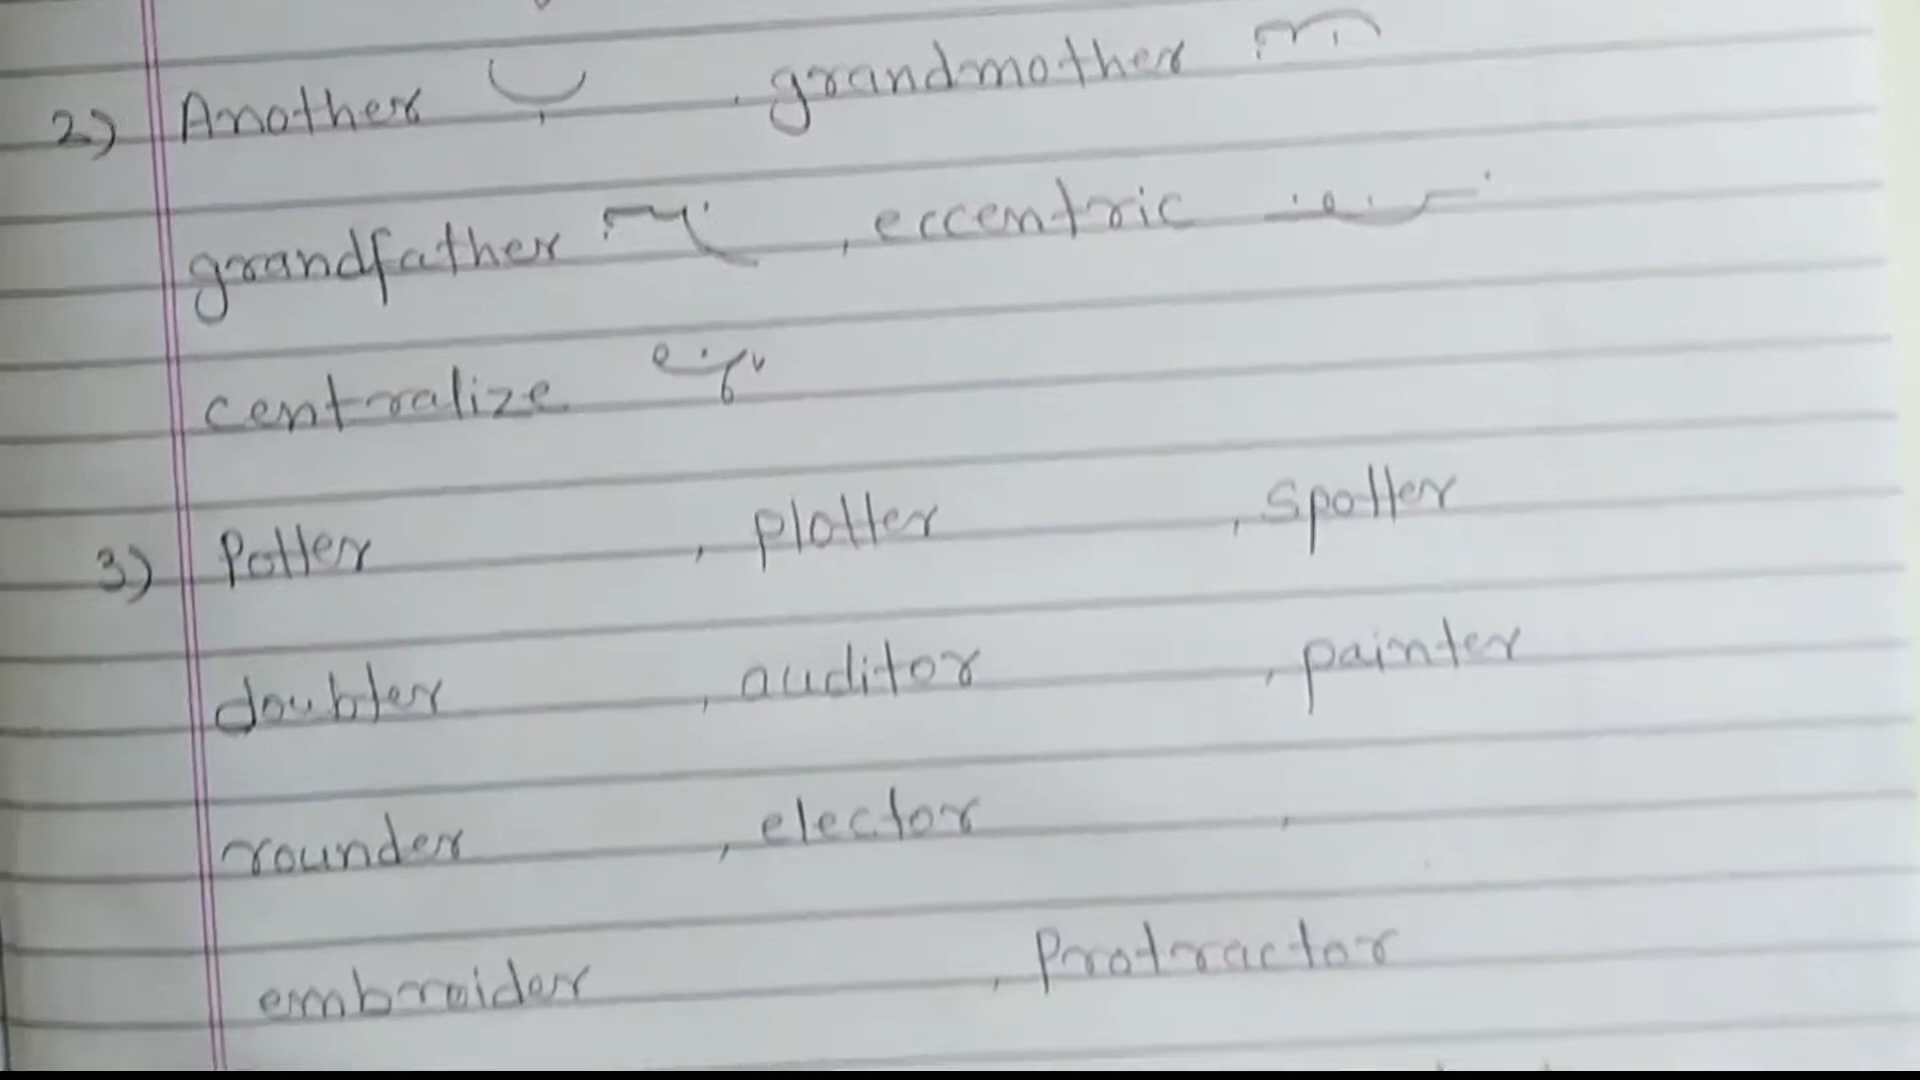 2) Another , grandmother
grandfather , eccentric
centralize
3) Potter , plotter , spotter
doubter , auditor , painter
rounder , elector ,
embroider , Protractor